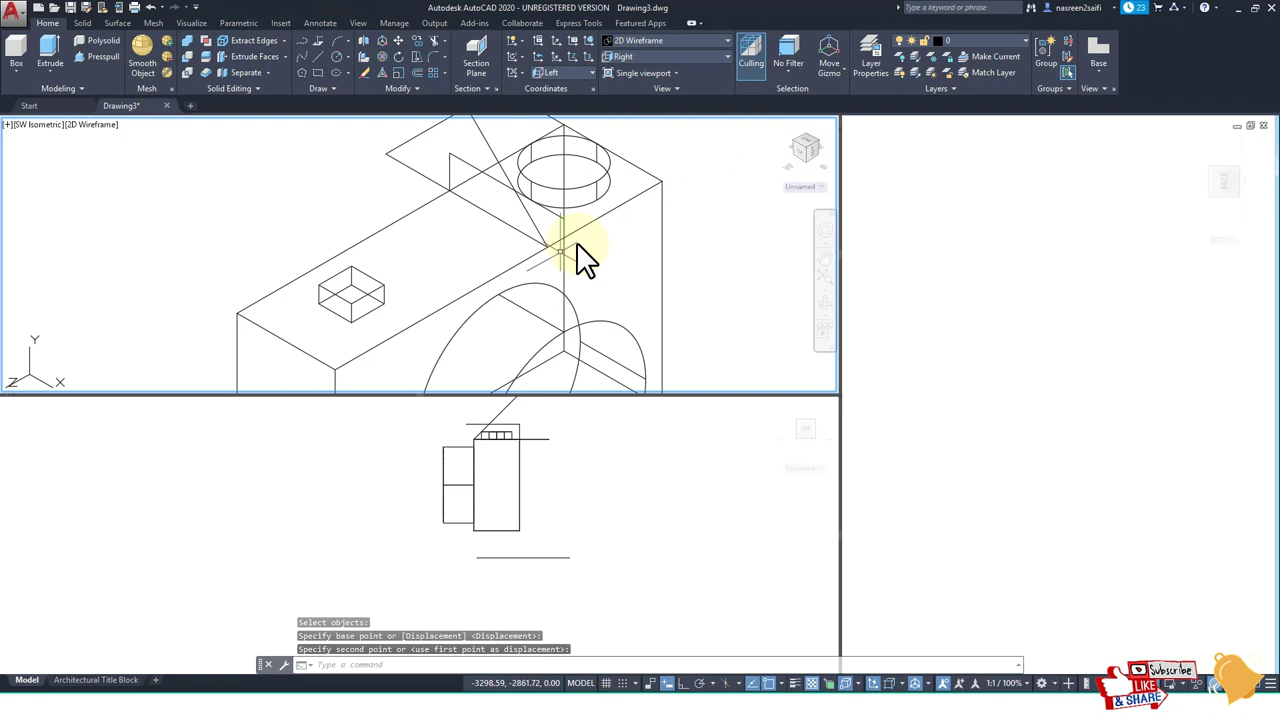 Autodesk AutoCAD 2020 - UNREGISTERED VERSION Drawing3.dwg
Type a keyword or phrase
nasreen2saifi
23
Home Solid Surface Mesh Visualize Parametric Insert Annotate View Manage Output Add-ins Collaborate Express Tools Featured Apps
Box
Extrude
Polysolid
Presspull
Smooth Object
Extract Edges
Extrude Faces
Separate
Section Plane
Left
2D Wireframe
Right
Single viewport
Culling
No Filter
Move Gizmo
Layer Properties
0
Make Current
Match Layer
Group
Base
Modeling Mesh Solid Editing Draw Modify Section Coordinates View Selection Layers Groups View
Start Drawing3*
[+][SW Isometric][2D Wireframe]
Unnamed
BACK
Y
Z X
Unnamed
Select objects:
Specify base point or [Displacement] <Displacement>:
Specify second point or <use first point as displacement>:
Type a command
Subscribe
LIKE
& SHARE
Model Architectural Title Block
-3298.59, -2861.72, 0.00 MODEL
1:1 / 100%